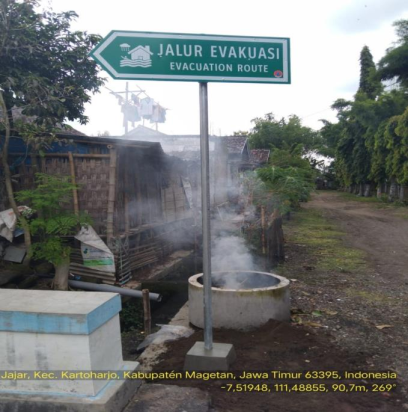 JALUR EVAKUASI
EVACUATION ROUTE
Jajar, Kec. Kartoharjo, Kabupatén Magetan, Jawa Timur 63395, Indonesia
-7,51948, 111,48855, 90,7m, 269°